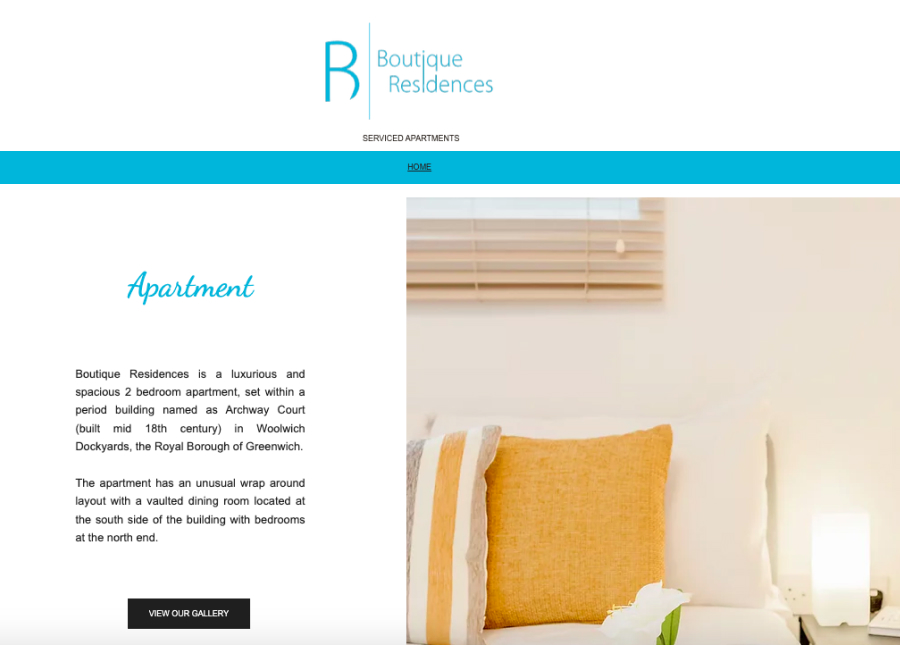 B
Boutique
Residences
SERVICED APARTMENTS
HOME
Apartment
Boutique Residences is a luxurious and
spacious 2 bedroom apartment, set within a
period building named as Archway Court
(built mid 18th century) in Woolwich
Dockyards, the Royal Borough of Greenwich.
The apartment has an unusual wrap around
layout with a vaulted dining room located at
the south side of the building with bedrooms
at the north end.
VIEW OUR GALLERY